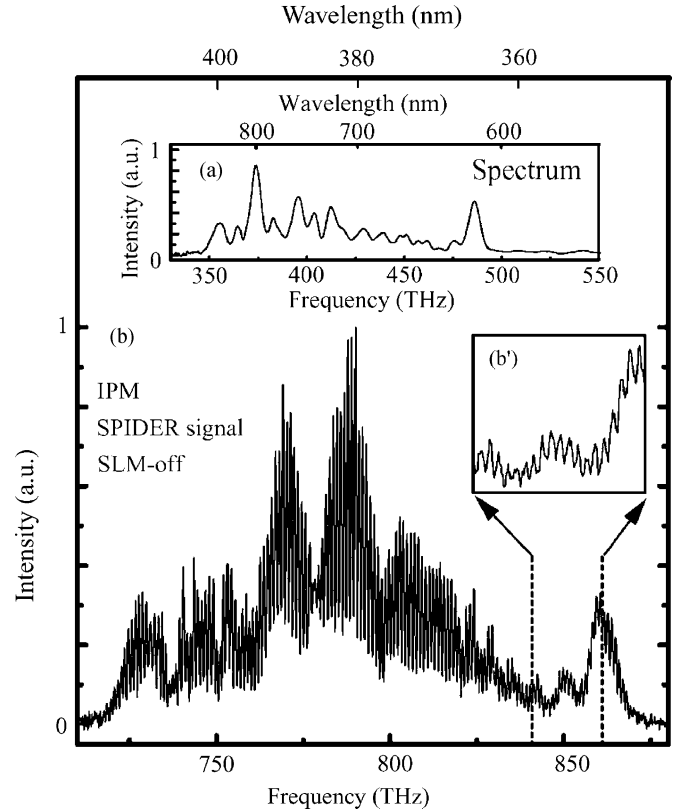 Wavelength (nm)
400 380 360
Wavelength (nm)
800 700 600
1
(a)
Spectrum
Intensity (a.u.)
0
350 400 450 500 550
Frequency (THz)
1
(b)
(b')
IPM
SPIDER signal
SLM-off
Intensity (a.u.)
0
750 800 850
Frequency (THz)